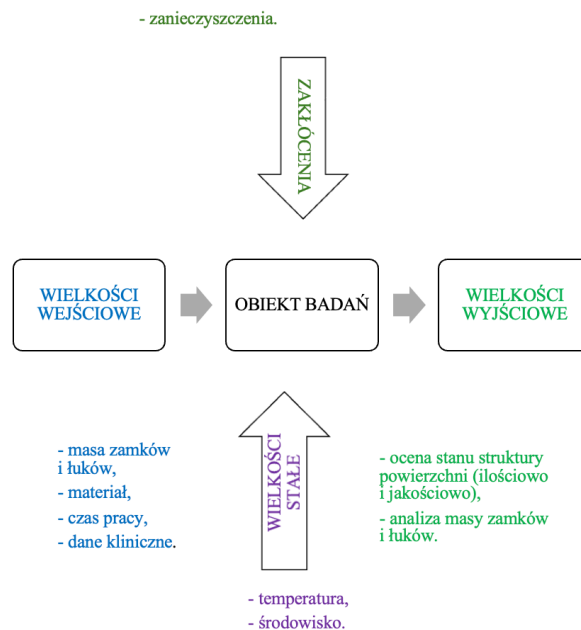 - zanieczyszczenia.
ZAKŁÓCENIA
WIELKOŚCI
WEJŚCIOWE
OBIEKT BADAŃ
WIELKOŚCI
WYJŚCIOWE
- masa zamków
i łuków,
- materiał,
- czas pracy,
- dane kliniczne.
WIELKOŚCI
STAŁE
- ocena stanu struktury
powierzchni (ilościowo
i jakościowo),
- analiza masy zamków
i łuków.
- temperatura,
- środowisko.